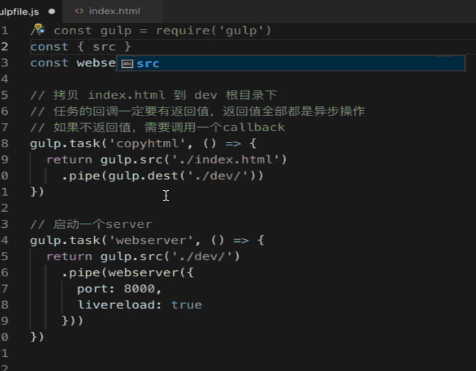 ulpfile.js ● <> index.html
1 // const gulp = require('gulp')
2 const { src }
3 const webse
src
5 // 拷贝 index.html 到 dev 根目录下
6 // 任务的回调一定要有返回值，返回值全部都是异步操作
7 // 如果不返回值，需要调用一个callback
8 gulp.task('copyhtml', () => {
9 return gulp.src('./index.html')
0 .pipe(gulp.dest('./dev/'))
1 })
2
3 // 启动一个server
4 gulp.task('webserver', () => {
5 return gulp.src('./dev/')
6 .pipe(webserver({
7 port: 8000,
8 livereload: true
9 }))
0 })
1
2